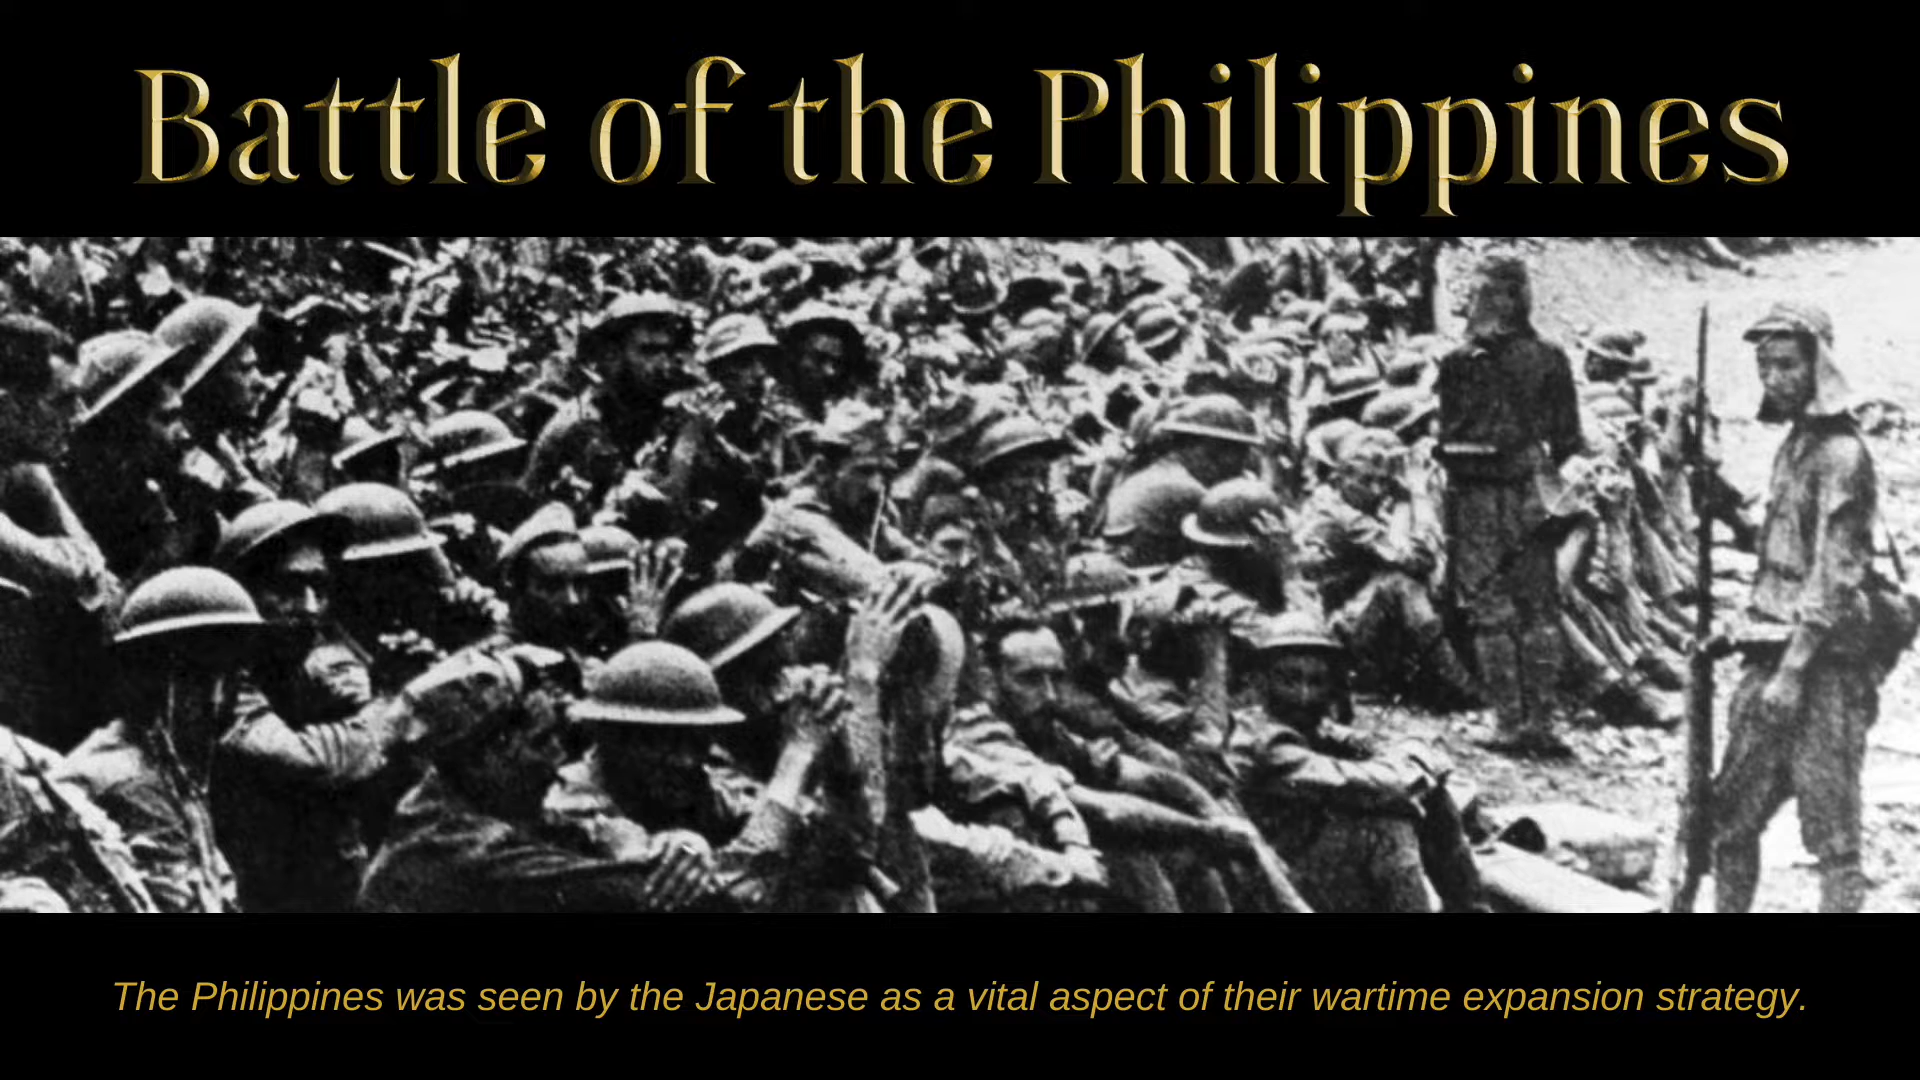 Battle of the Philippines
The Philippines was seen by the Japanese as a vital aspect of their wartime expansion strategy.